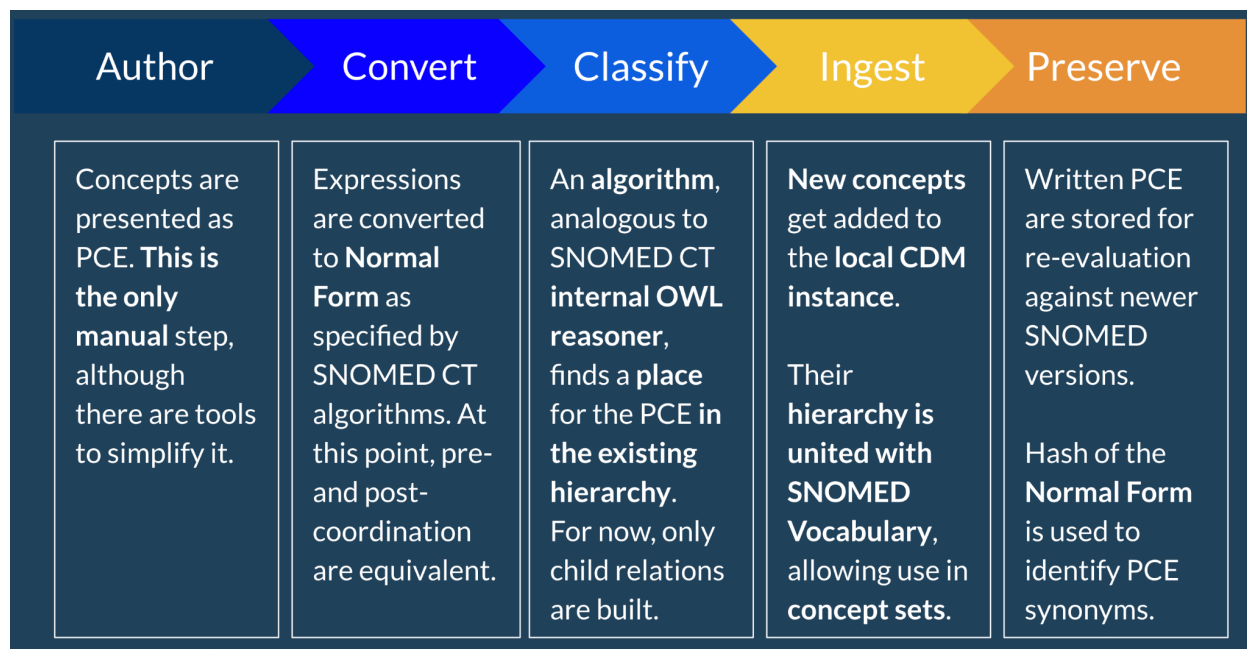 Author
Convert
Classify
Ingest
Preserve
Concepts are
presented as
PCE. This is
the only
manual step,
although
there are tools
to simplify it.
Expressions
are converted
to Normal
Form as
specified by
SNOMED CT
algorithms. At
this point, pre-
and post-
coordination
are equivalent.
An algorithm,
analogous to
SNOMED CT
internal OWL
reasoner,
finds a place
for the PCE in
the existing
hierarchy.
For now, only
child relations
are built.
New concepts
get added to
the local CDM
instance.
Their
hierarchy is
united with
SNOMED
Vocabulary,
allowing use in
concept sets.
Written PCE
are stored for
re-evaluation
against newer
SNOMED
versions.
Hash of the
Normal Form
is used to
identify PCE
synonyms.